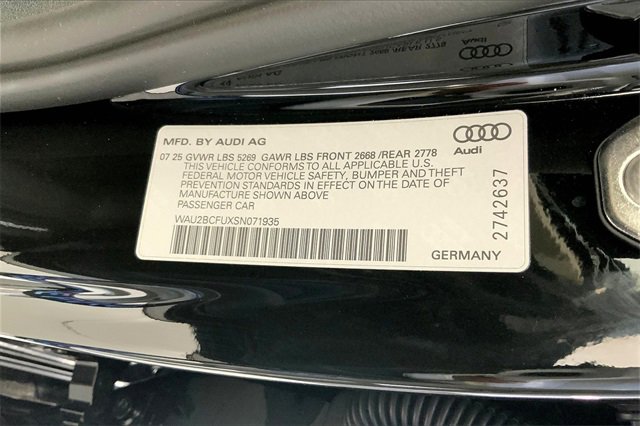 MFD. BY AUDI AG
Audi
07 25 GVWR LBS 5269 GAWR LBS FRONT 2668 /REAR 2778
THIS VEHICLE CONFORMS TO ALL APPLICABLE U.S.
FEDERAL MOTOR VEHICLE SAFETY, BUMPER AND THEFT
PREVENTION STANDARDS IN EFFECT ON THE DATE OF
MANUFACTURE SHOWN ABOVE
PASSENGER CAR
WAU2BCFUXSN071935
GERMANY
2742637
Audi